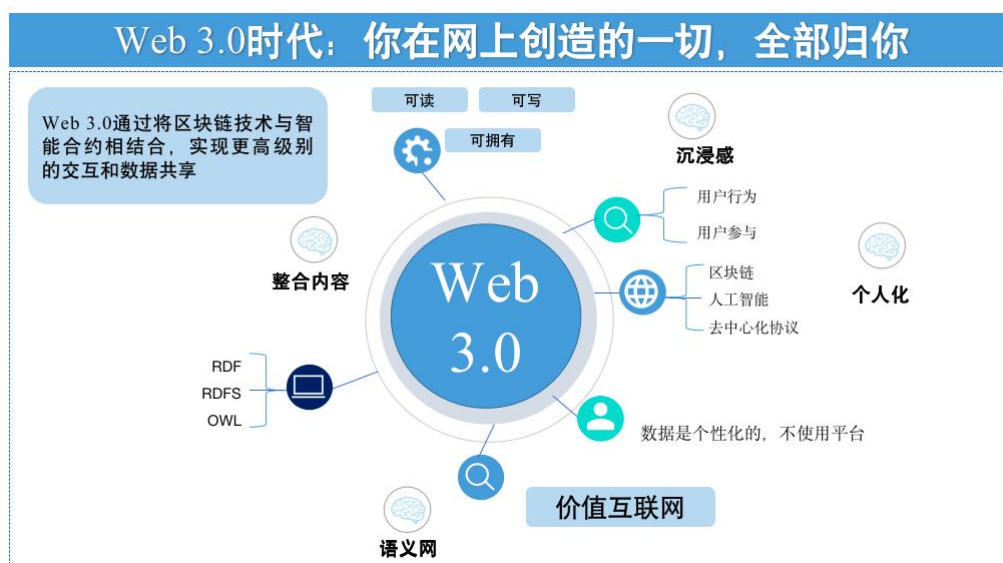 Web 3.0时代：你在网上创造的一切，全部归你
Web 3.0通过将区块链技术与智
能合约相结合，实现更高级别
的交互和数据共享
可读
可写
可拥有
沉浸感
用户行为
用户参与
整合内容
Web
3.0
区块链
人工智能
去中心化协议
个人化
RDF
RDFS
OWL
数据是个性化的，不使用平台
价值互联网
语义网